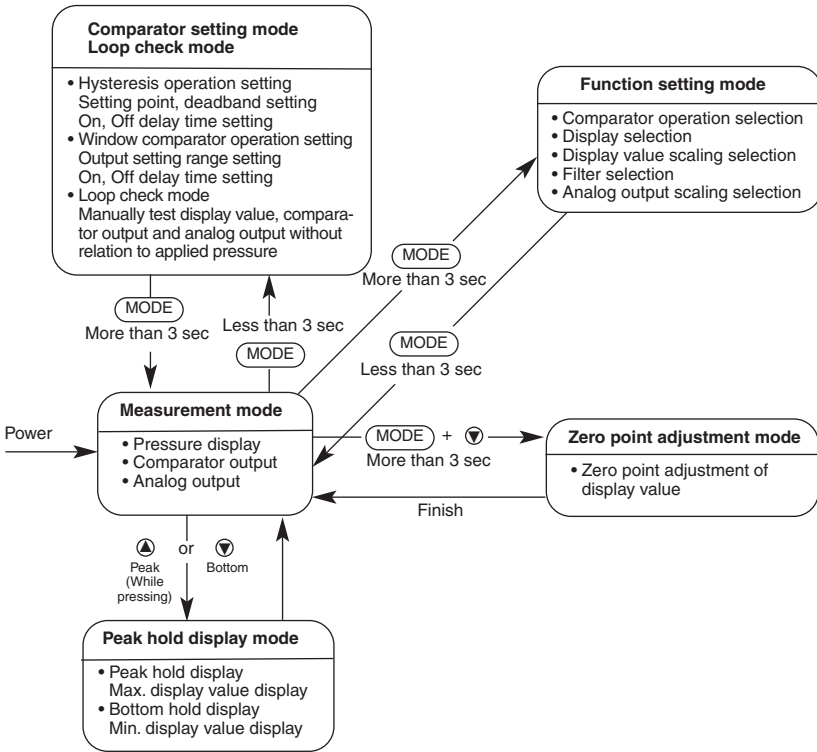 Comparator setting mode
Loop check mode
• Hysteresis operation setting
Setting point, deadband setting
On, Off delay time setting
• Window comparator operation setting
Output setting range setting
On, Off delay time setting
• Loop check mode
Manually test display value, compara-
tor output and analog output without
relation to applied pressure
Function setting mode
• Comparator operation selection
• Display selection
• Display value scaling selection
• Filter selection
• Analog output scaling selection
MODE
More than 3 sec
Less than 3 sec
MODE
MODE
More than 3 sec
MODE
Less than 3 sec
Power
Measurement mode
• Pressure display
• Comparator output
• Analog output
MODE + ▼
More than 3 sec
Finish
Zero point adjustment mode
• Zero point adjustment of
display value
▲ or ▼
Peak
(While
pressing)
Bottom
Peak hold display mode
• Peak hold display
Max. display value display
• Bottom hold display
Min. display value display